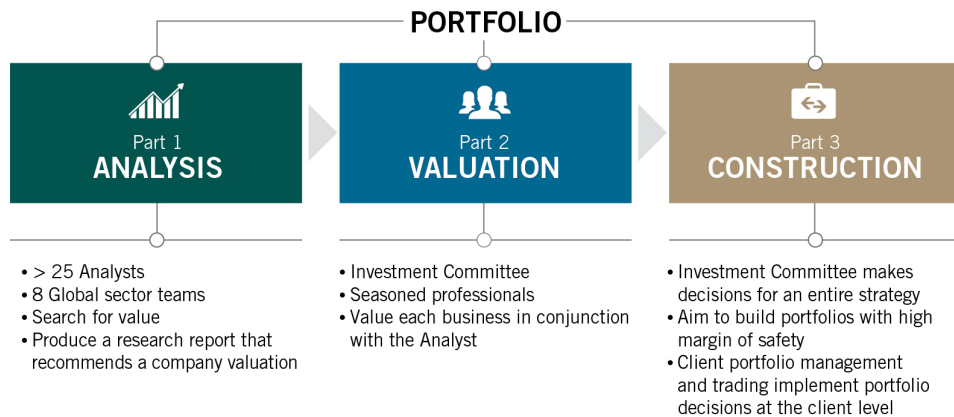 PORTFOLIO
Part 1
ANALYSIS
• > 25 Analysts
• 8 Global sector teams
• Search for value
• Produce a research report that
recommends a company valuation
Part 2
VALUATION
• Investment Committee
• Seasoned professionals
• Value each business in conjunction
with the Analyst
Part 3
CONSTRUCTION
• Investment Committee makes
decisions for an entire strategy
• Aim to build portfolios with high
margin of safety
• Client portfolio management
and trading implement portfolio
decisions at the client level